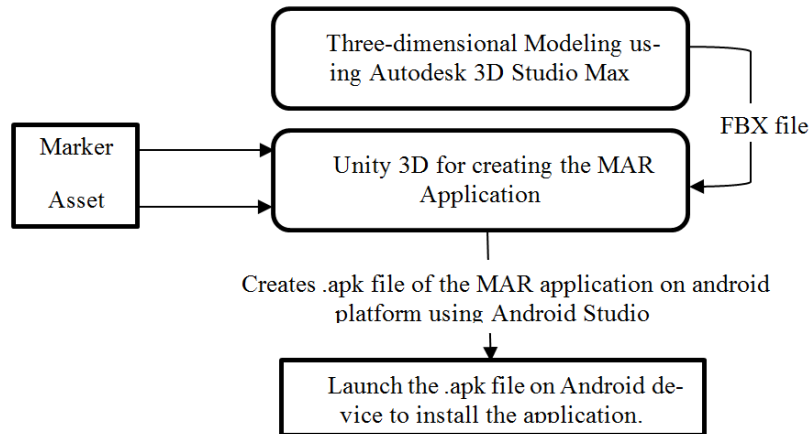 Three-dimensional Modeling us-
ing Autodesk 3D Studio Max
FBX file
Marker
Asset
Unity 3D for creating the MAR
Application
Creates .apk file of the MAR application on android
platform using Android Studio
Launch the .apk file on Android de-
vice to install the application.